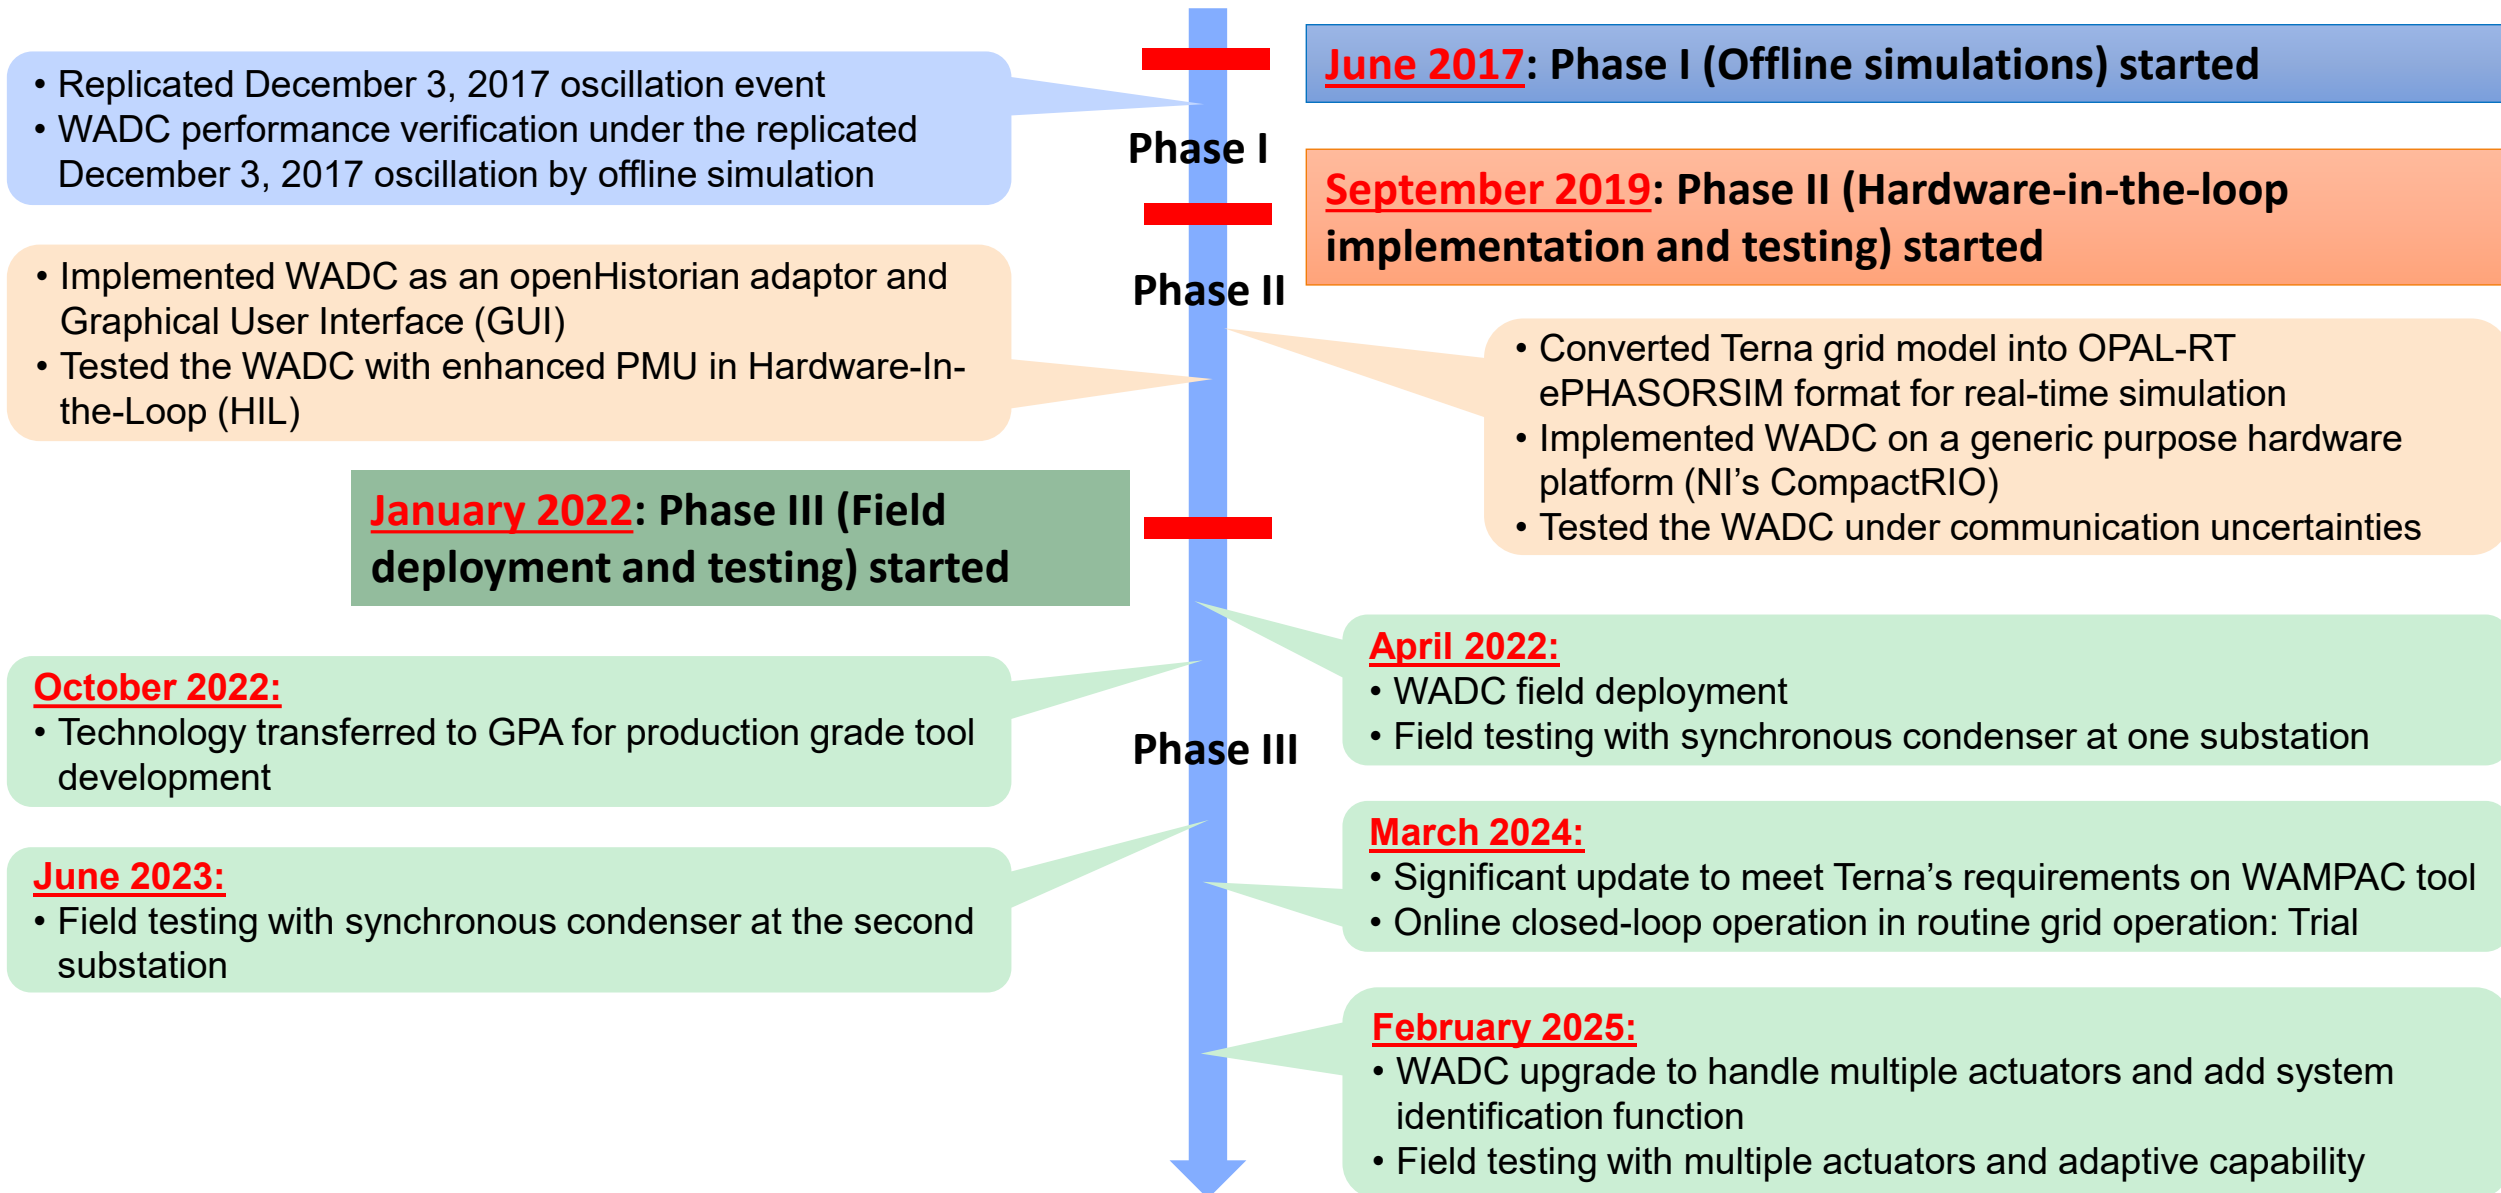 June 2017: Phase I (Offline simulations) started
• Replicated December 3, 2017 oscillation event
• WADC performance verification under the replicated
December 3, 2017 oscillation by offline simulation
Phase I
September 2019: Phase II (Hardware-in-the-loop
implementation and testing) started
• Implemented WADC as an openHistorian adaptor and
Graphical User Interface (GUI)
• Tested the WADC with enhanced PMU in Hardware-In-
the-Loop (HIL)
Phase II
• Converted Terna grid model into OPAL-RT
ePHASORSIM format for real-time simulation
• Implemented WADC on a generic purpose hardware
platform (NI’s CompactRIO)
• Tested the WADC under communication uncertainties
January 2022: Phase III (Field
deployment and testing) started
April 2022:
• WADC field deployment
• Field testing with synchronous condenser at one substation
October 2022:
• Technology transferred to GPA for production grade tool
development
Phase III
June 2023:
• Field testing with synchronous condenser at the second
substation
March 2024:
• Significant update to meet Terna’s requirements on WAMPAC tool
• Online closed-loop operation in routine grid operation: Trial
February 2025:
• WADC upgrade to handle multiple actuators and add system
identification function
• Field testing with multiple actuators and adaptive capability